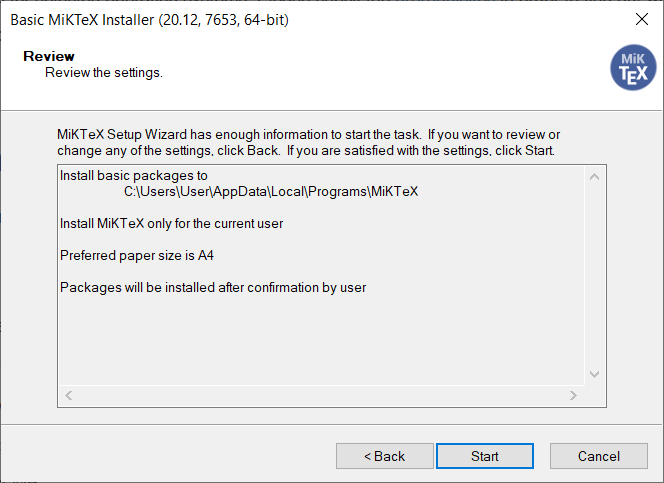 Basic MiKTeX Installer (20.12, 7653, 64-bit)
Review
Review the settings.
MiK
TEX
MiKTeX Setup Wizard has enough information to start the task.  If you want to review or
change any of the settings, click Back.  If you are satisfied with the settings, click Start.
Install basic packages to
C:\Users\User\AppData\Local\Programs\MiKTeX
Install MiKTeX only for the current user
Preferred paper size is A4
Packages will be installed after confirmation by user
< Back
Start
Cancel